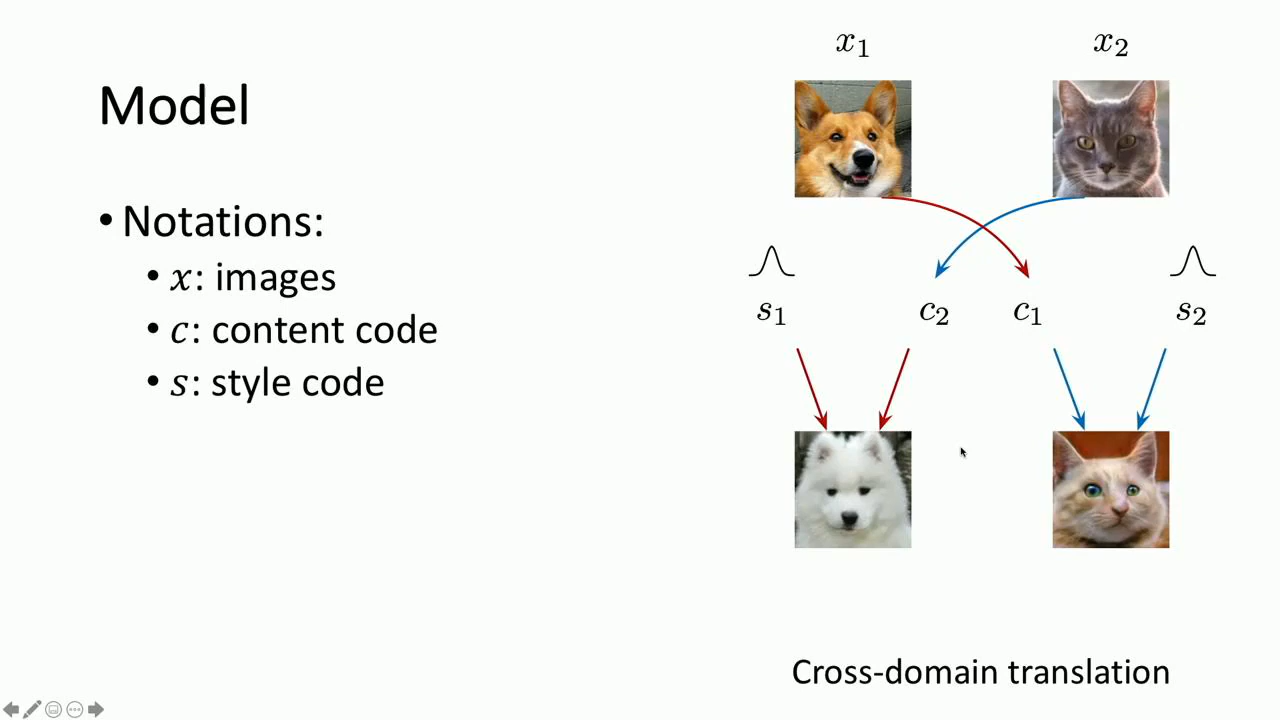 Model
• Notations:
• x: images
• c: content code
• s: style code
x₁ x₂
s₁ c₂ c₁ s₂
Cross-domain translation